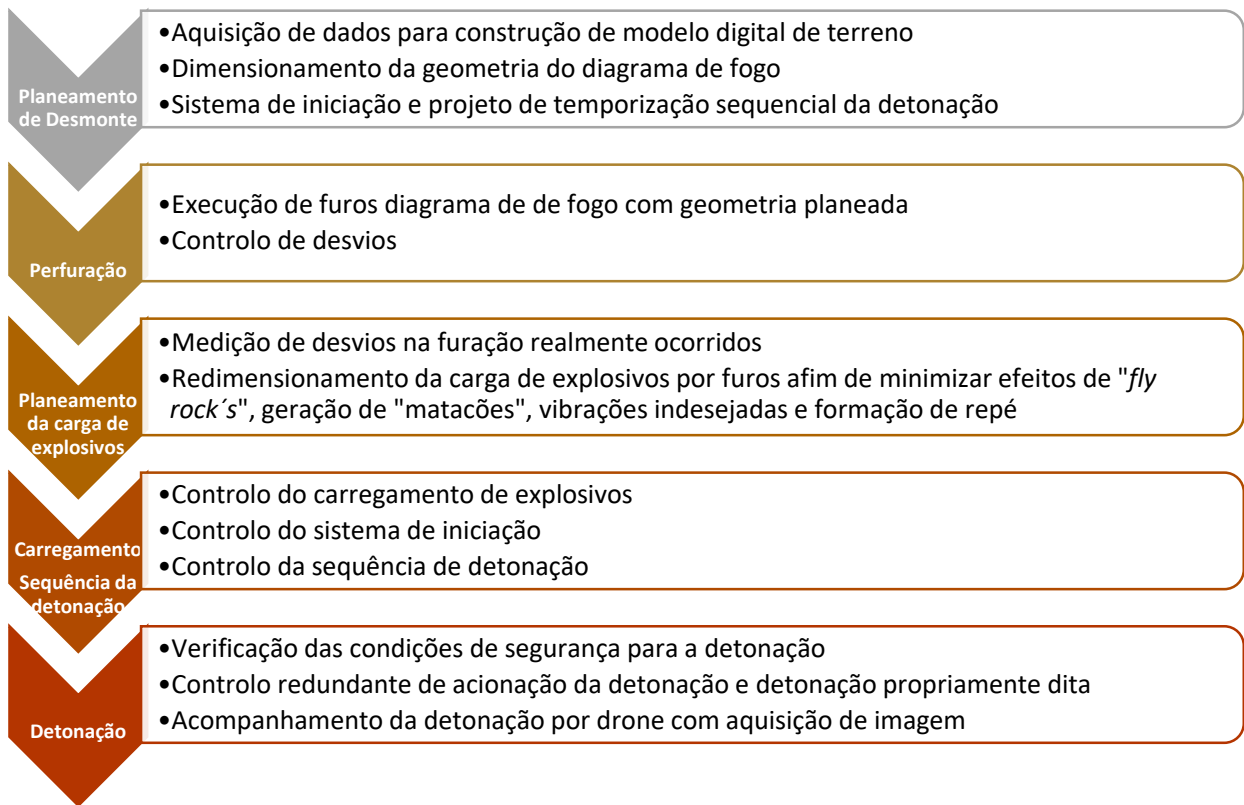 Planeamento
de Desmonte
•Aquisição de dados para construção de modelo digital de terreno
•Dimensionamento da geometria do diagrama de fogo
•Sistema de iniciação e projeto de temporização sequencial da detonação
Perfuração
•Execução de furos diagrama de de fogo com geometria planeada
•Controlo de desvios
Planeamento
da carga de
explosivos
•Medição de desvios na furação realmente ocorridos
•Redimensionamento da carga de explosivos por furos afim de minimizar efeitos de "fly
rock´s", geração de "matacões", vibrações indesejadas e formação de repé
Carregamento
Sequência da
detonação
•Controlo do carregamento de explosivos
•Controlo do sistema de iniciação
•Controlo da sequência de detonação
Detonação
•Verificação das condições de segurança para a detonação
•Controlo redundante de acionação da detonação e detonação propriamente dita
•Acompanhamento da detonação por drone com aquisição de imagem